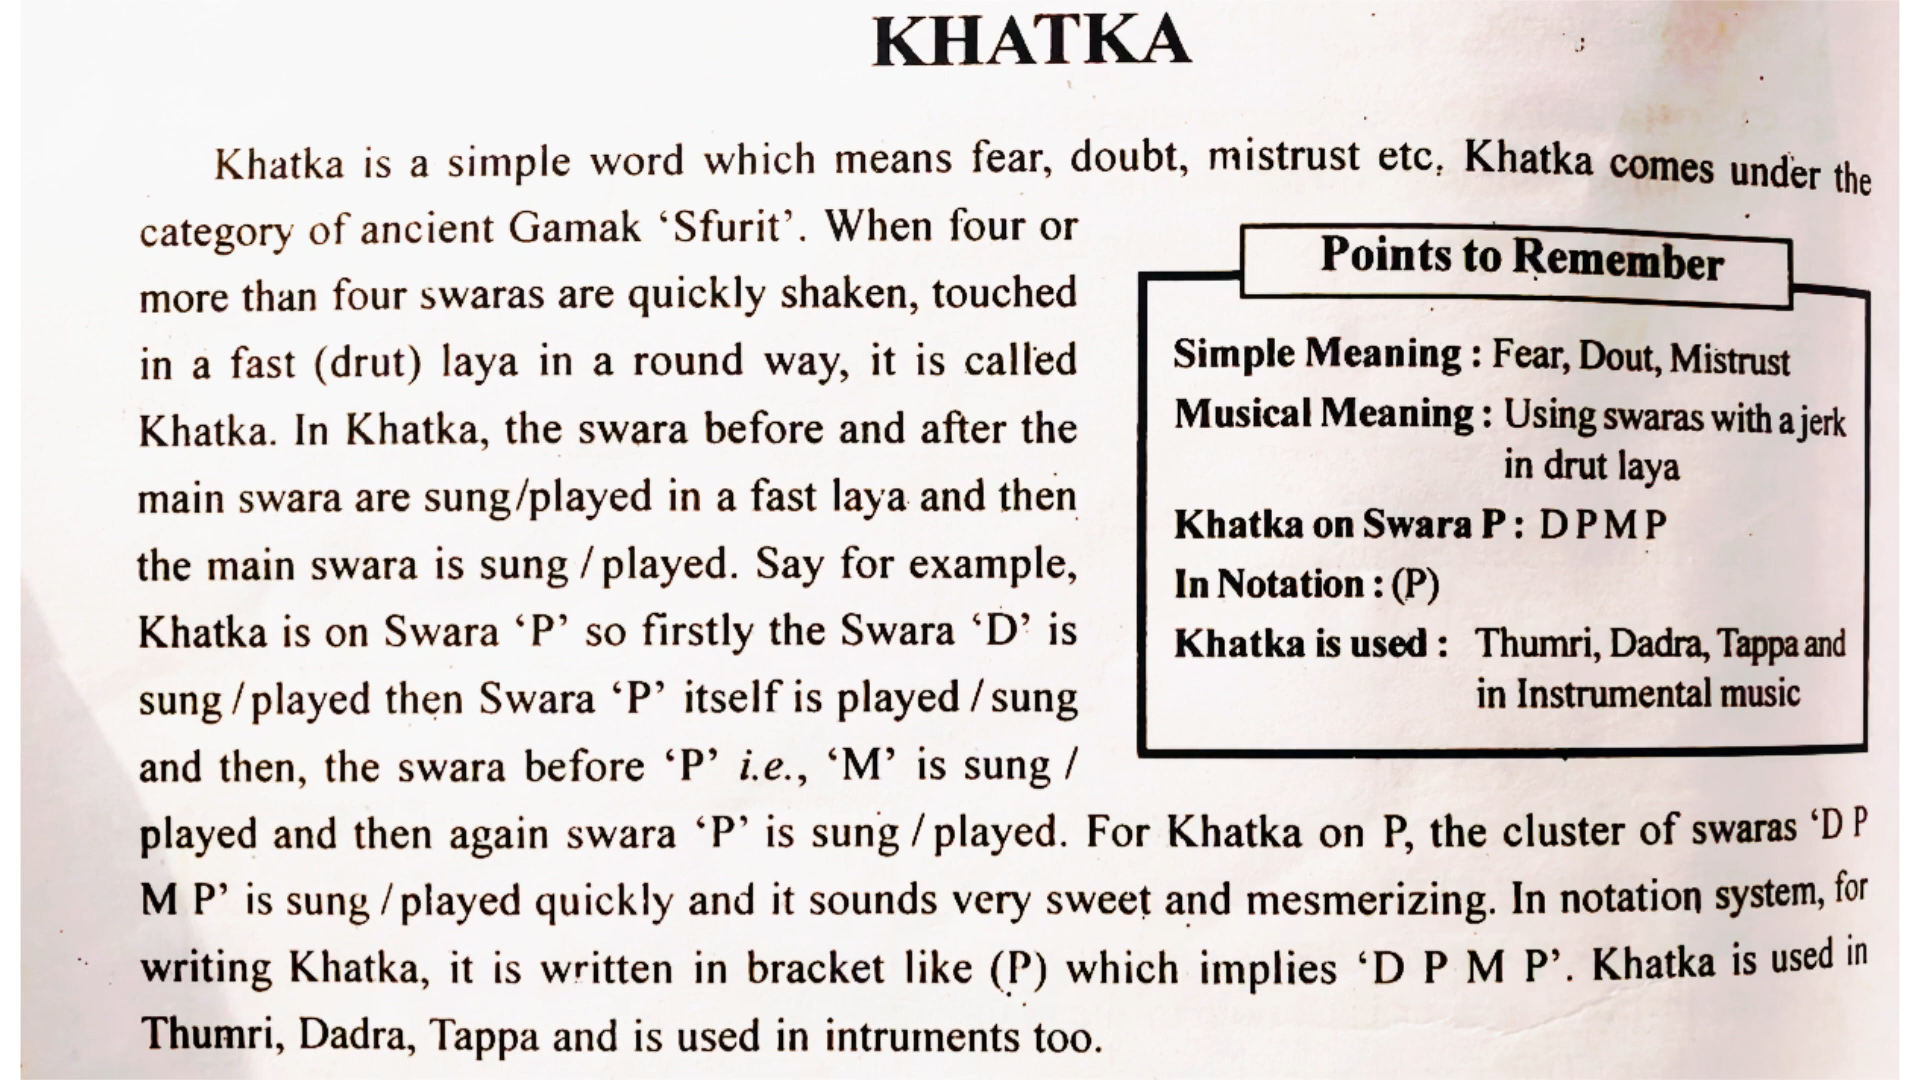 KHATKA
Khatka is a simple word which means fear, doubt, mistrust etc. Khatka comes under the
category of ancient Gamak ‘Sfurit’. When four or
more than four swaras are quickly shaken, touched
in a fast (drut) laya in a round way, it is called
Khatka. In Khatka, the swara before and after the
main swara are sung/played in a fast laya and then
the main swara is sung / played. Say for example,
Khatka is on Swara ‘P’ so firstly the Swara ‘D’ is
sung / played then Swara ‘P’ itself is played / sung
and then, the swara before ‘P’ i.e., ‘M’ is sung /
played and then again swara ‘P’ is sung / played. For Khatka on P, the cluster of swaras ‘D P
M P’ is sung / played quickly and it sounds very sweet and mesmerizing. In notation system, for
writing Khatka, it is written in bracket like (P) which implies ‘D P M P’. Khatka is used in
Thumri, Dadra, Tappa and is used in intruments too.
Points to Remember
Simple Meaning : Fear, Dout, Mistrust
Musical Meaning : Using swaras with a jerk
in drut laya
Khatka on Swara P : D P M P
In Notation : (P)
Khatka is used : Thumri, Dadra, Tappa and
in Instrumental music